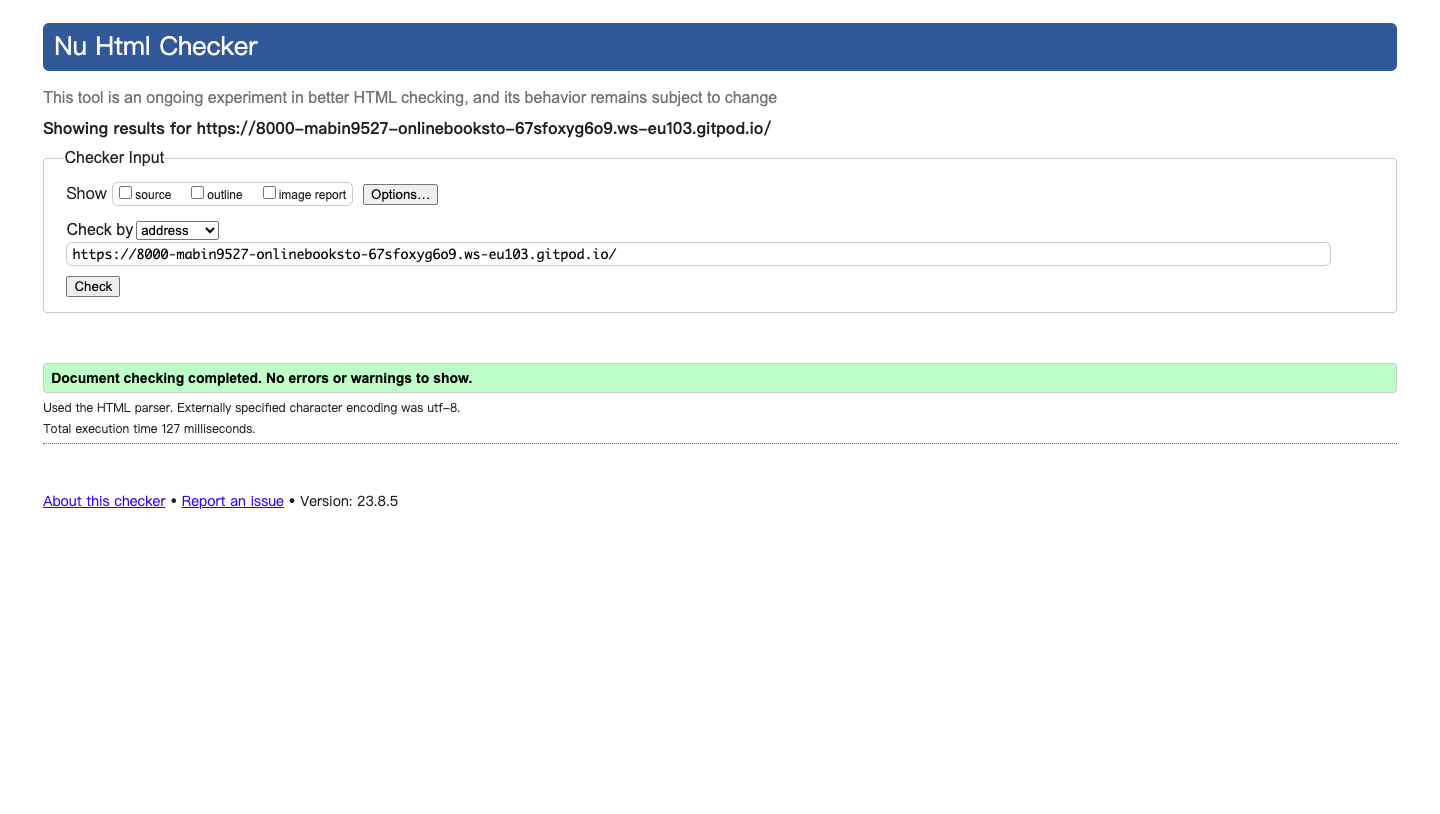 Nu Html Checker
This tool is an ongoing experiment in better HTML checking, and its behavior remains subject to change
Showing results for https://8000-mabin9527-onlinebooksto-67sfoxyg6o9.ws-eu103.gitpod.io/
Checker Input
Show source outline image report Options...
Check by address
https://8000-mabin9527-onlinebooksto-67sfoxyg6o9.ws-eu103.gitpod.io/
Check
Document checking completed. No errors or warnings to show.
Used the HTML parser. Externally specified character encoding was utf-8.
Total execution time 127 milliseconds.
About this checker • Report an issue • Version: 23.8.5